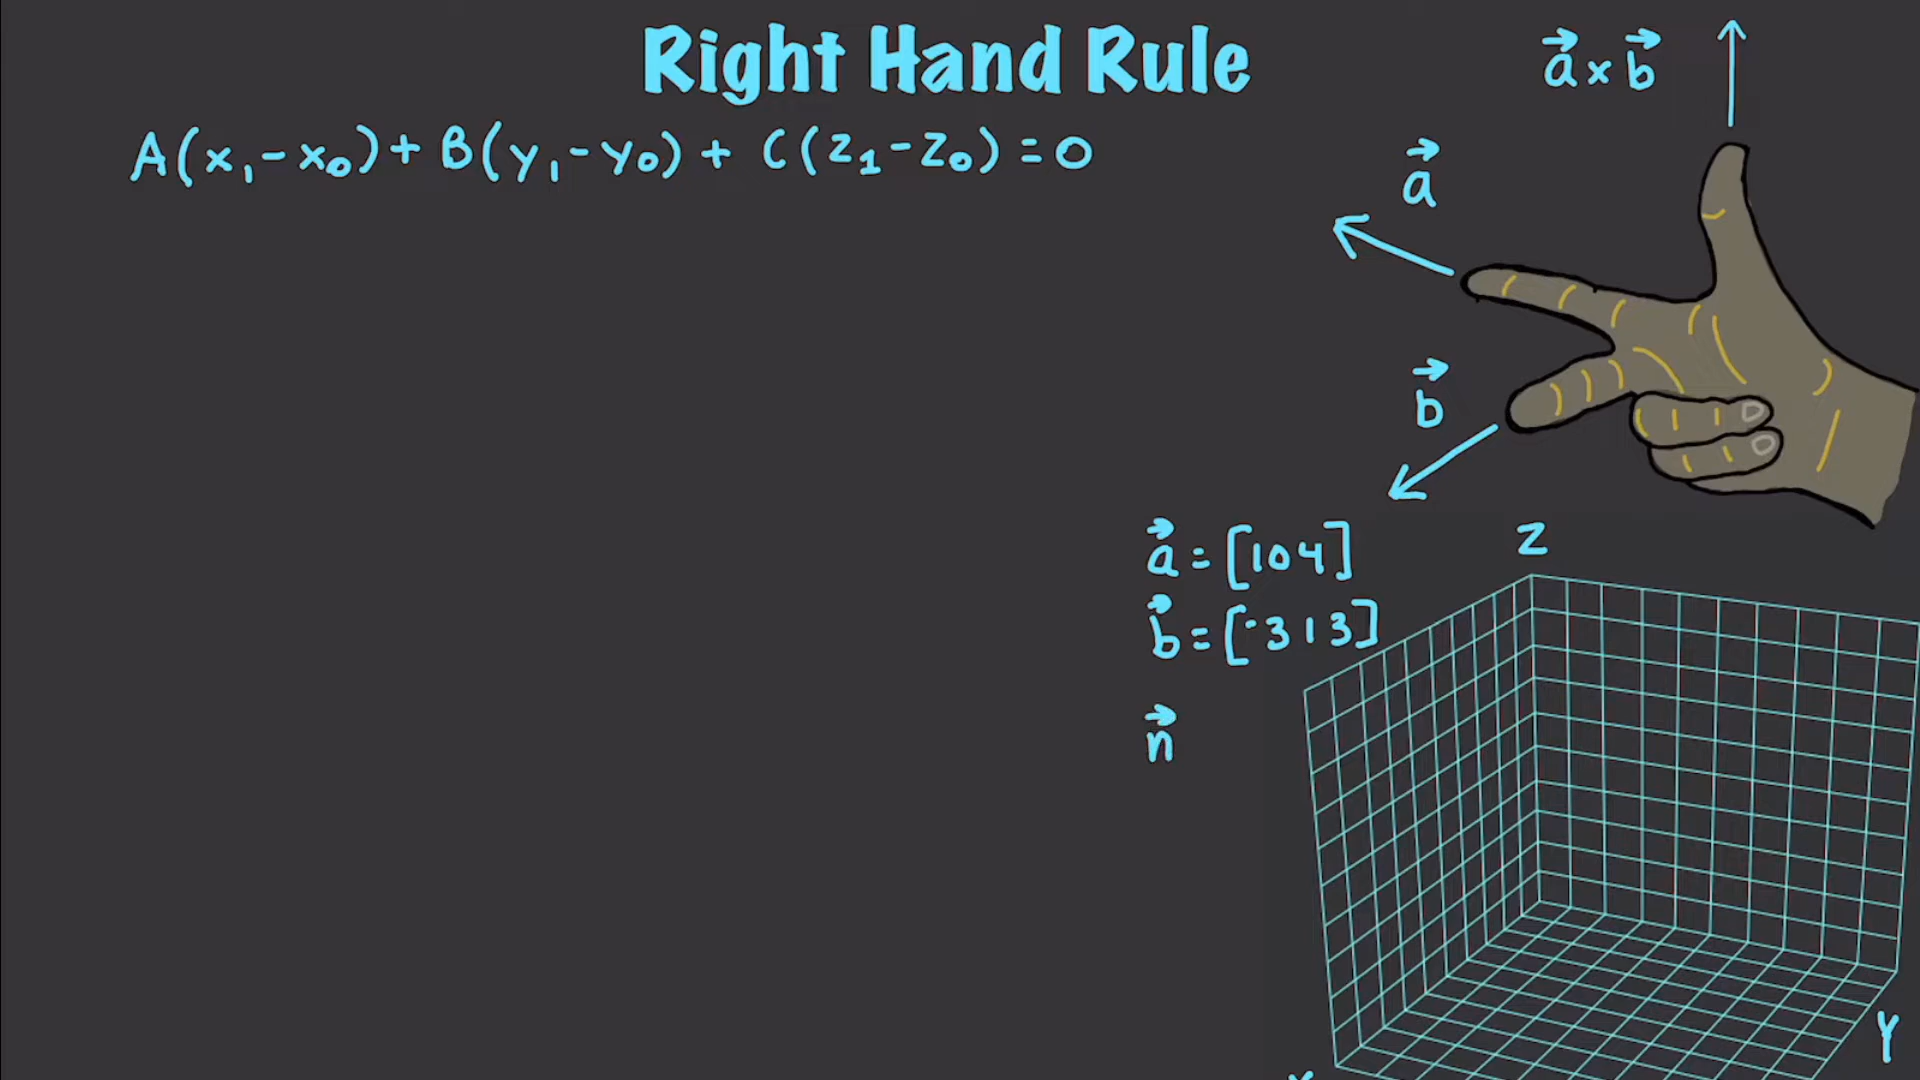 Right Hand Rule
a⃗ x b⃗
A(x₁-x₀)+ B(y₁-y₀) + C(z₁-z₀) = 0
a⃗
b⃗
a⃗ = [1 0 4]
b⃗ = [-3 1 3]
n⃗
Z
Y
X